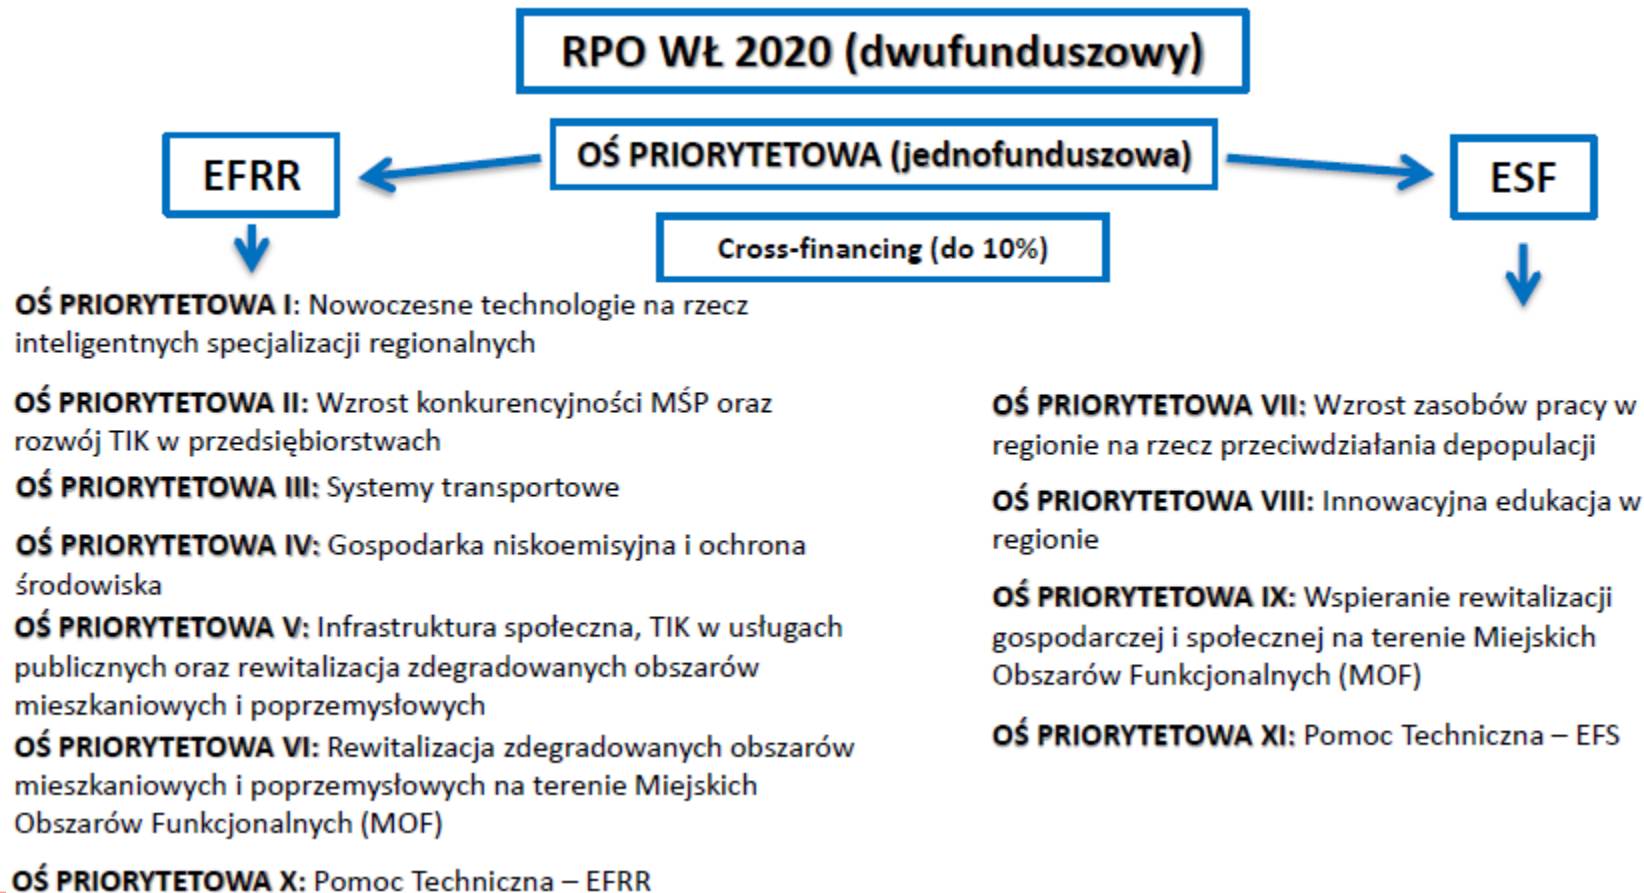 RPO WŁ 2020 (dwufunduszowy)
OŚ PRIORYTETOWA (jednofunduszowa)
EFRR
ESF
Cross-financing (do 10%)
OŚ PRIORYTETOWA I: Nowoczesne technologie na rzecz
inteligentnych specjalizacji regionalnych
OŚ PRIORYTETOWA II: Wzrost konkurencyjności MŚP oraz
rozwój TIK w przedsiębiorstwach
OŚ PRIORYTETOWA III: Systemy transportowe
OŚ PRIORYTETOWA IV: Gospodarka niskoemisyjna i ochrona
środowiska
OŚ PRIORYTETOWA V: Infrastruktura społeczna, TIK w usługach
publicznych oraz rewitalizacja zdegradowanych obszarów
mieszkaniowych i poprzemysłowych
OŚ PRIORYTETOWA VI: Rewitalizacja zdegradowanych obszarów
mieszkaniowych i poprzemysłowych na terenie Miejskich
Obszarów Funkcjonalnych (MOF)
OŚ PRIORYTETOWA X: Pomoc Techniczna – EFRR
OŚ PRIORYTETOWA VII: Wzrost zasobów pracy w
regionie na rzecz przeciwdziałania depopulacji
OŚ PRIORYTETOWA VIII: Innowacyjna edukacja w
regionie
OŚ PRIORYTETOWA IX: Wspieranie rewitalizacji
gospodarczej i społecznej na terenie Miejskich
Obszarów Funkcjonalnych (MOF)
OŚ PRIORYTETOWA XI: Pomoc Techniczna – EFS